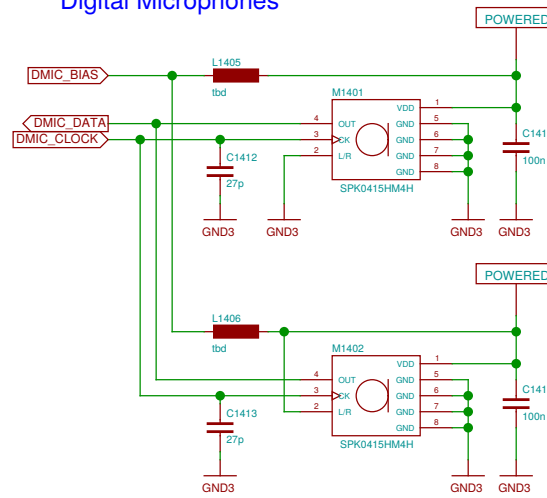 Digital Microphones
POWERED
L1405
DMIC_BIAS
tbd
M1401
VDD 1
DMIC_DATA
4 OUT GND 5
DMIC_CLOCK
3 CK GND 6
C141
C1412
2 L/R GND 7
100n
27p
GND 8
SPK0415HM4H
GND3 GND3 GND3 GND3
POWERED
L1406
tbd
M1402
VDD 1
4 OUT GND 5
3 CK GND 6
C141
C1413
2 L/R GND 7
100n
27p
GND 8
SPK0415HM4H
GND3 GND3 GND3